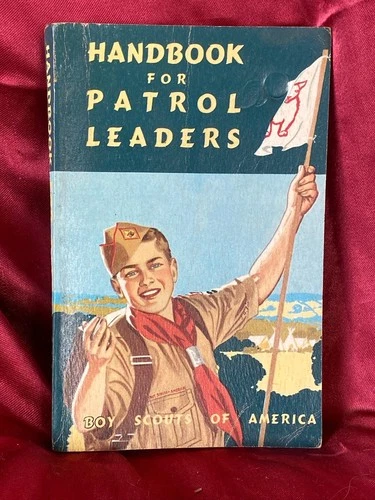 HANDBOOK
FOR
PATROL
LEADERS
BOY SCOUTS OF AMERICA